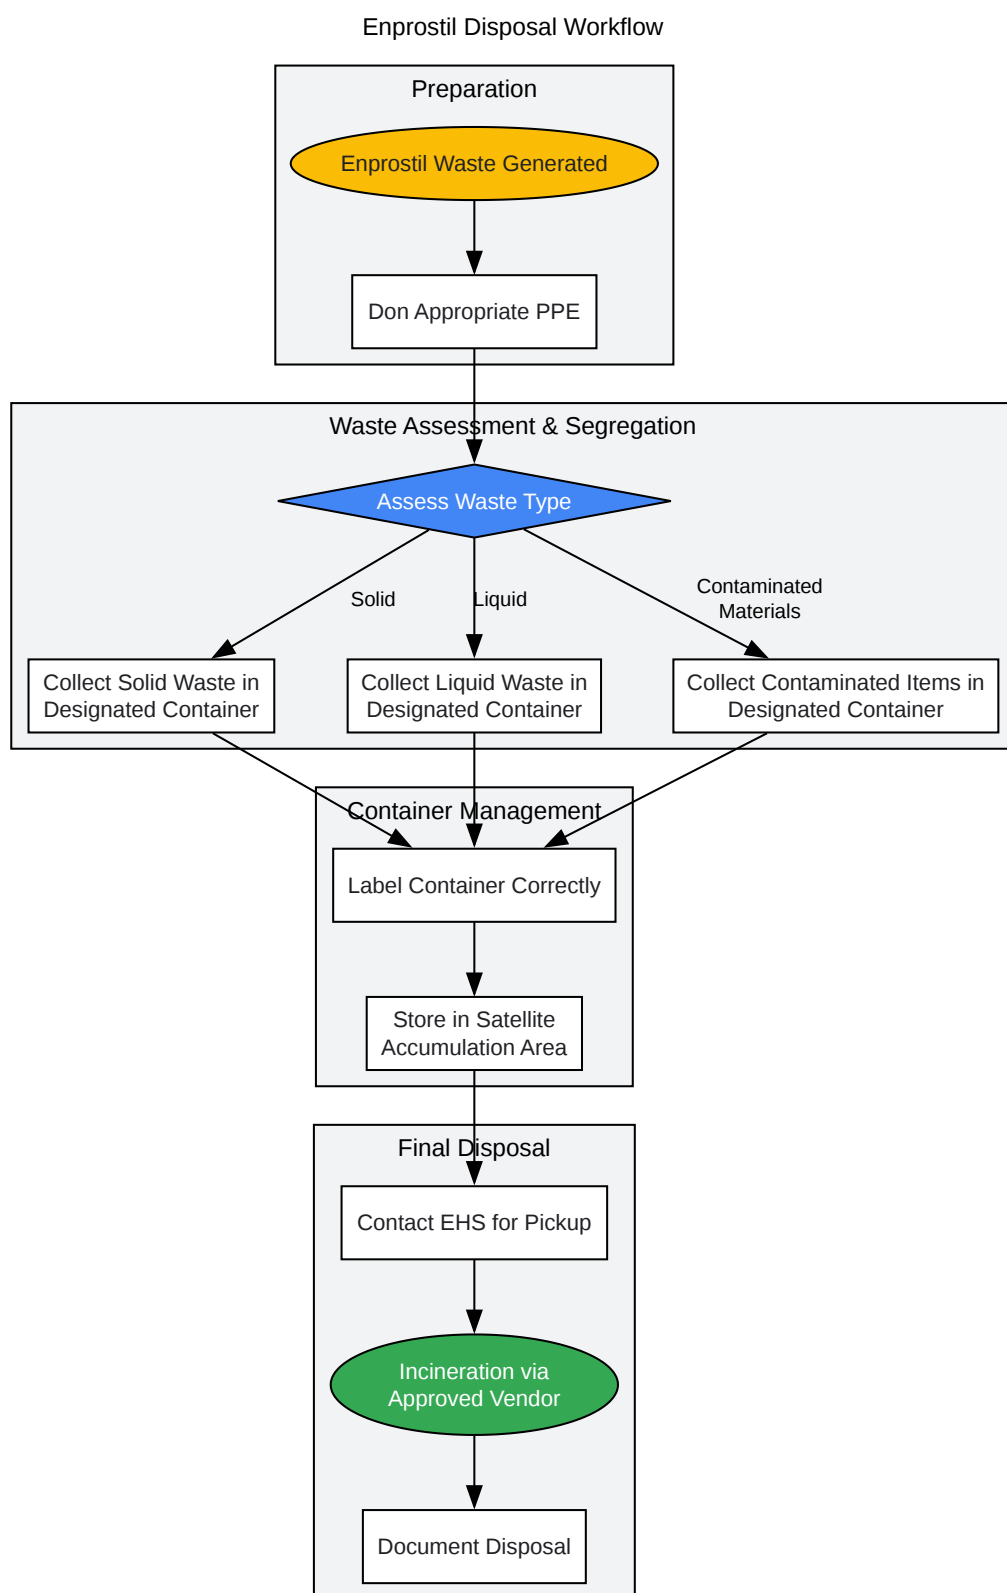 Enprostil Disposal Workflow
Preparation
Enprostil Waste Generated
Don Appropriate PPE
Waste Assessment & Segregation
Assess Waste Type
Solid
Liquid
Contaminated
Materials
Collect Solid Waste in
Designated Container
Collect Liquid Waste in
Designated Container
Collect Contaminated Items in
Designated Container
Container Management
Label Container Correctly
Store in Satellite
Accumulation Area
Final Disposal
Contact EHS for Pickup
Incineration via
Approved Vendor
Document Disposal